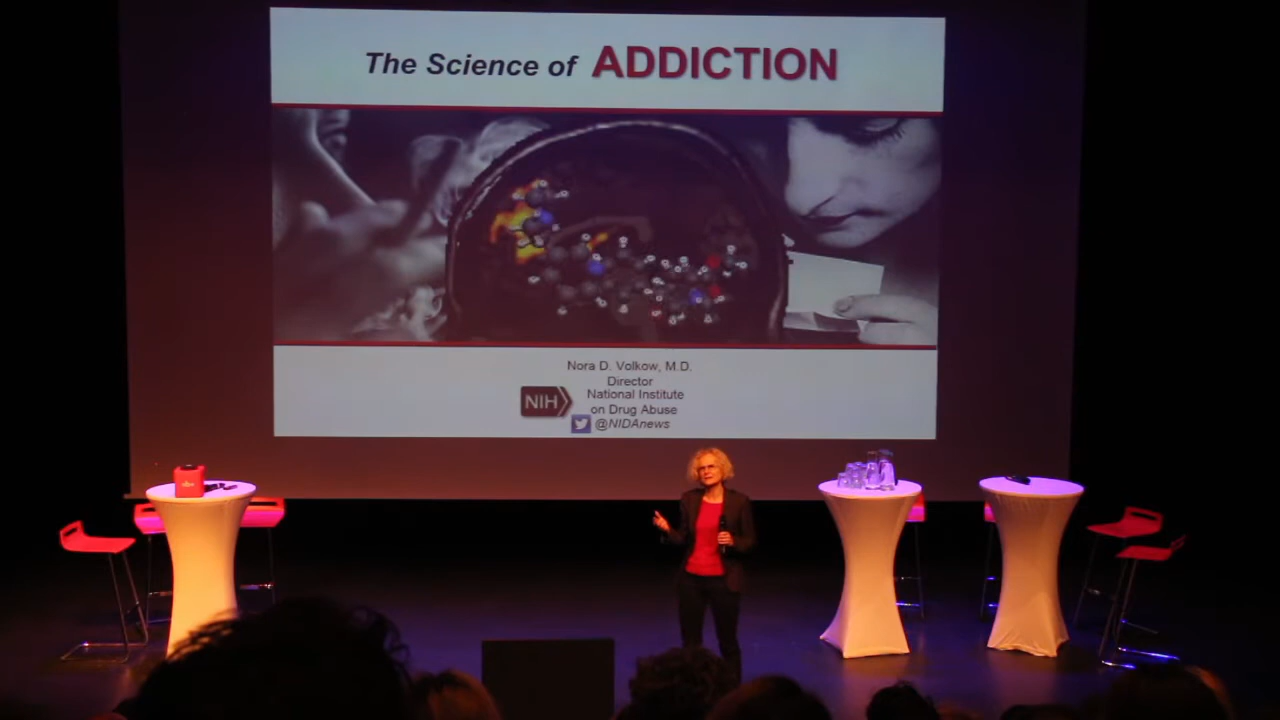 The Science of ADDICTION
Nora D. Volkow, M.D.
Director
NIH
National Institute
on Drug Abuse
@NIDAnews